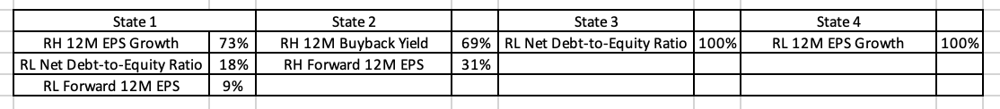 State 1 State 2 State 3 State 4
RH 12M EPS Growth 73% RH 12M Buyback Yield 69% RL Net Debt-to-Equity Ratio 100% RL 12M EPS Growth 100%
RL Net Debt-to-Equity Ratio 18% RH Forward 12M EPS 31%
RL Forward 12M EPS 9%